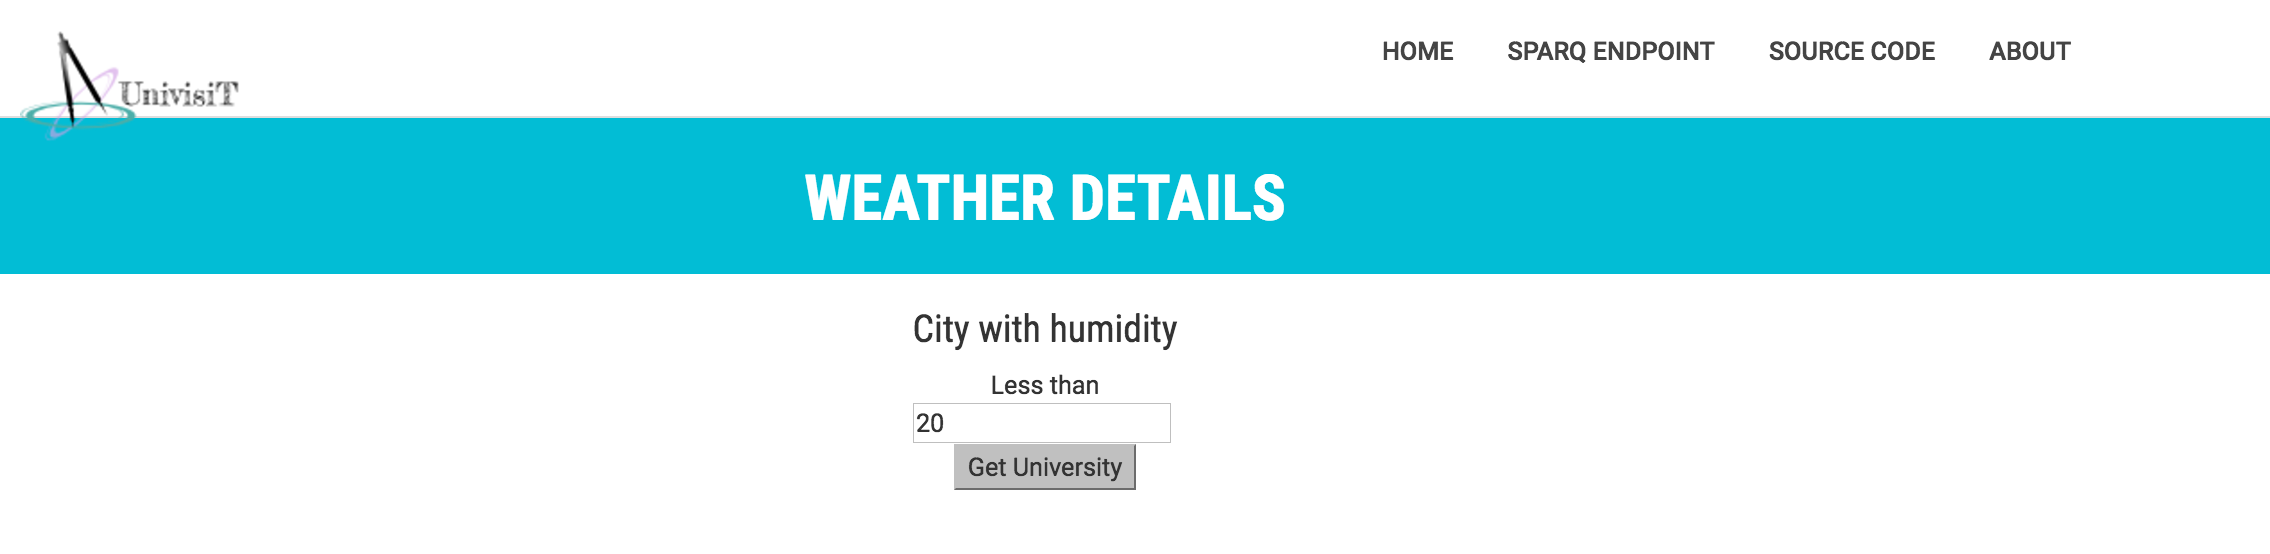 UnivisiT
HOME SPARQ ENDPOINT SOURCE CODE ABOUT
WEATHER DETAILS
City with humidity
Less than
20
Get University